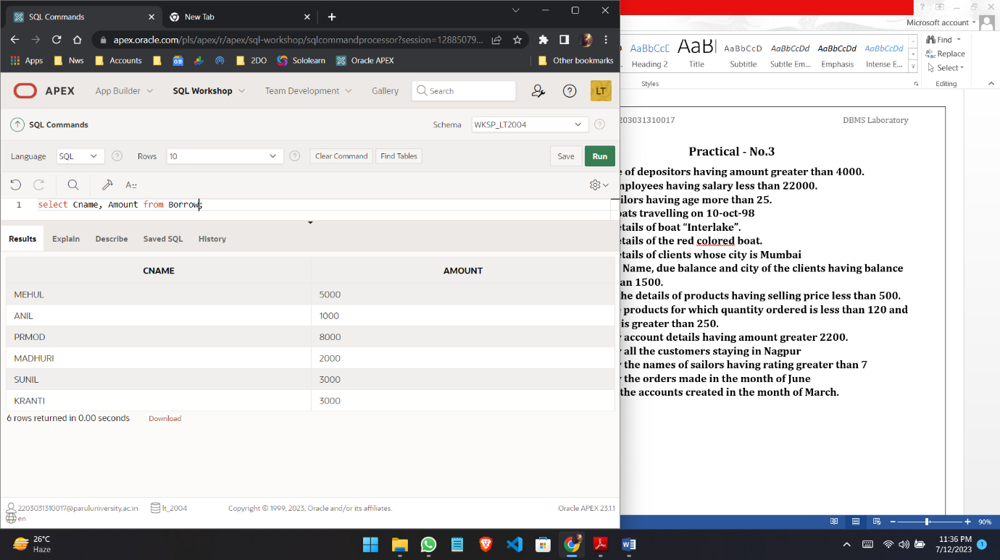 SQL Commands
New Tab
apex.oracle.com/pls/apex/r/apex/sql-workshop/sqlcommandprocessor?session=12885079...
Apps Nws Accounts 2DO Sololearn Oracle APEX Other bookmarks
APEX App Builder SQL Workshop Team Development Gallery Search LT
SQL Commands Schema WKSP_LT2004
Language SQL Rows 10 Clear Command Find Tables Save Run
A::
1 select Cname, Amount from Borrow;
Results Explain Describe Saved SQL History
CNAME AMOUNT
MEHUL 5000
ANIL 1000
PRMOD 8000
MADHURI 2000
SUNIL 3000
KRANTI 3000
6 rows returned in 0.00 seconds Download
2203031310017@paruluniversity.ac.in lt_2004 Copyright © 1999, 2023, Oracle and/or its affiliates. Oracle APEX 23.1.1
en
Microsoft account
AaBbCcD AaBbCcDd AaBbCcDd AaBbCcDd
Heading 2 Title Subtitle Subtle Em... Emphasis Intense E...
Styles
Find
Replace
Select
Editing
203031310017 DBMS Laboratory
Practical - No.3
of depositors having amount greater than 4000.
mployees having salary less than 22000.
ilors having age more than 25.
oats travelling on 10-oct-98
etails of boat “Interlake”.
etails of the red colored boat.
etails of clients whose city is Mumbai
Name, due balance and city of the clients having balance
an 1500.
the details of products having selling price less than 500.
products for which quantity ordered is less than 120 and
is greater than 250.
account details having amount greater 2200.
all the customers staying in Nagpur
the names of sailors having rating greater than 7
the orders made in the month of June
the accounts created in the month of March.
90%
26°C
Haze
11:36 PM
7/12/2023
1